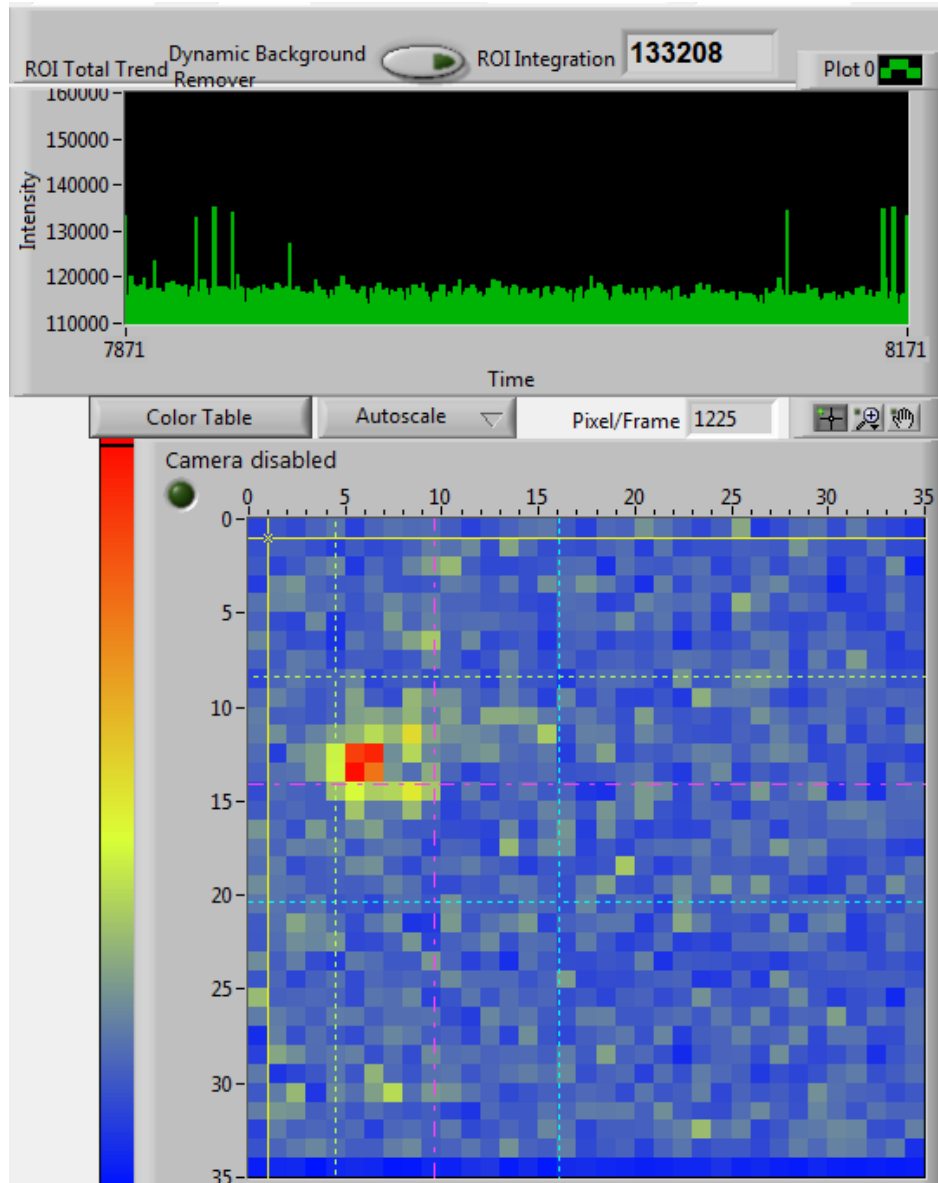 ROI Total Trend Dynamic Background Remover ROI Integration 133208 Plot 0
160000
150000
140000
130000
120000
110000
Intensity
7871 8171
Time
Color Table Autoscale Pixel/Frame 1225
Camera disabled
0 5 10 15 20 25 30 35
0
5
10
15
20
25
30
35